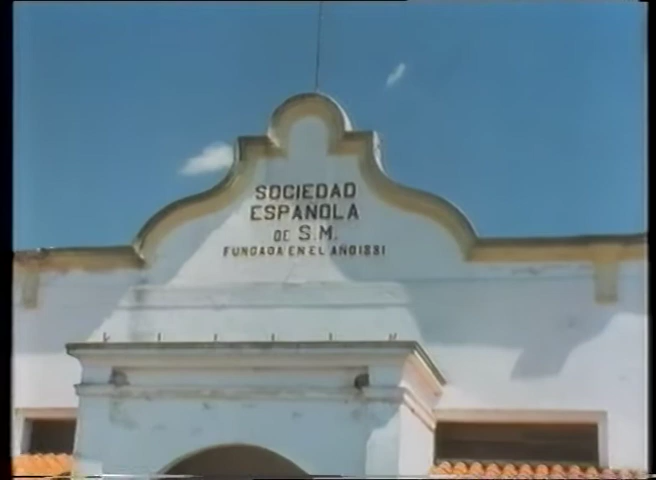 SOCIEDAD
ESPAÑOLA
DE S.M.
FUNDADA EN EL AÑO 1881